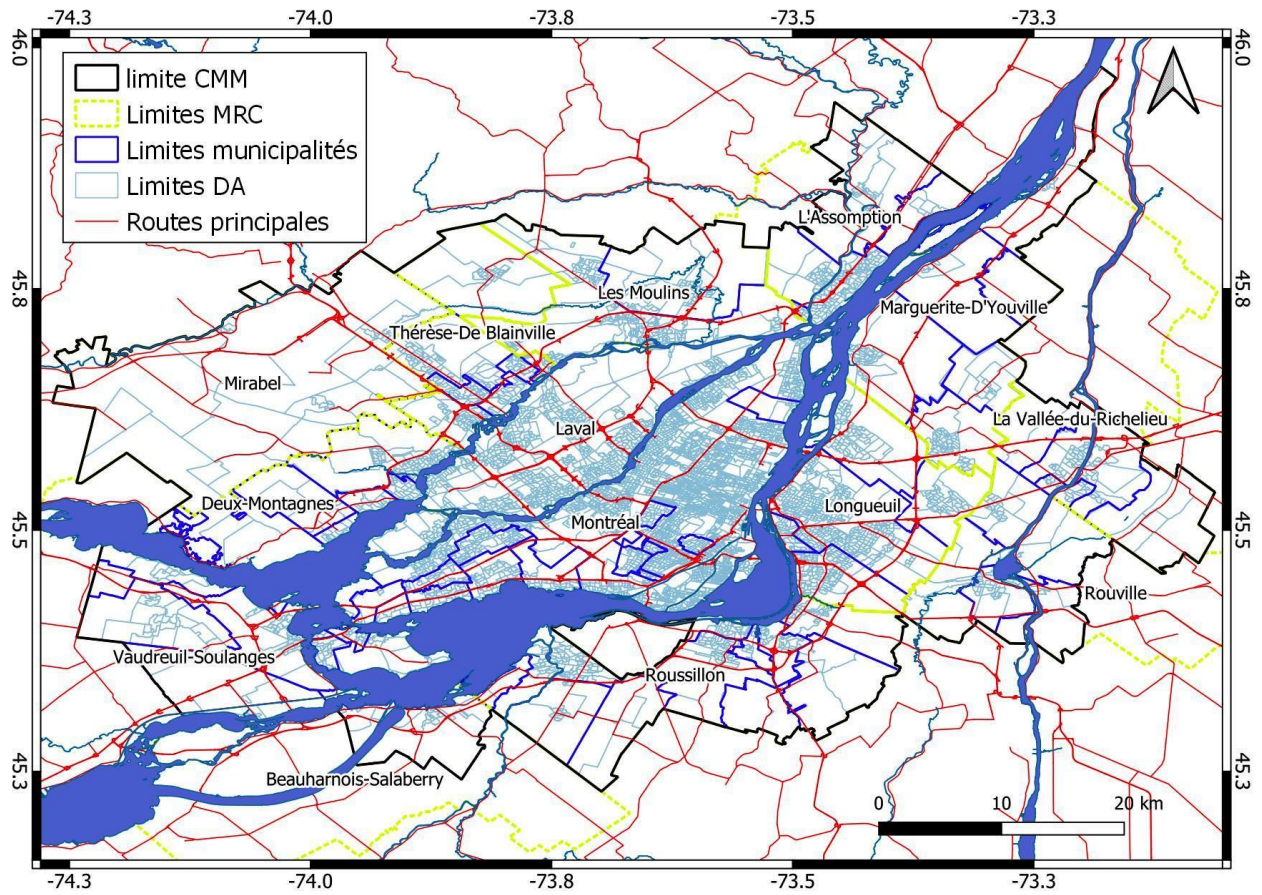 -74.3 -74.0 -73.8 -73.5 -73.3
46.0 46.0
limite CMM
Limites MRC
Limites municipalités
Limites DA
Routes principales
L'Assomption
45.8 45.8
Les Moulins
Marguerite-D'Youville
Thérèse-De Blainville
Mirabel
La Vallée-du-Richelieu
Laval
Deux-Montagnes
Longueuil
Montréal
45.5 45.5
Rouville
Vaudreuil-Soulanges
Roussillon
45.3 45.3
Beauharnois-Salaberry
0 10 20 km
-74.3 -74.0 -73.8 -73.5 -73.3